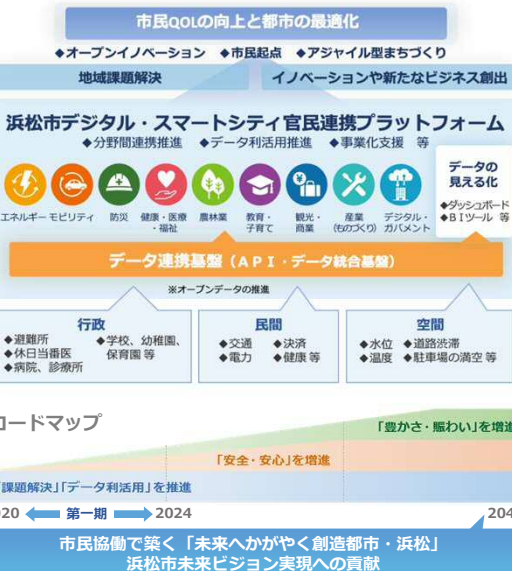 市民QOLの向上と都市の最適化
◆オープンイノベーション ◆市民起点 ◆アジャイル型まちづくり
地域課題解決
イノベーションや新たなビジネス創出
浜松市デジタル・スマートシティ官民連携プラットフォーム
◆分野間連携推進 ◆データ利活用推進 ◆事業化支援 等
エネルギー
モビリティ
防災
健康・医療
・福祉
農林業
教育・
子育て
観光・
商業
産業
(ものづくり)
デジタル・
ガバメント
データの
見える化
◆ダッシュボード
◆BIツール 等
データ連携基盤（API・データ統合基盤）
※オープンデータの推進
行政
◆避難所
◆休日当番医
◆病院、診療所
◆学校、幼稚園、
保育園 等
民間
◆交通 ◆決済
◆電力 ◆健康 等
空間
◆水位 ◆道路渋滞
◆温度 ◆駐車場の満空 等
ロードマップ
「豊かさ・賑わい」を増進
「安全・安心」を増進
「課題解決」「データ利活用」を推進
020 第一期 2024 204
市民協働で築く「未来へかがやく創造都市・浜松」
浜松市未来ビジョン実現への貢献